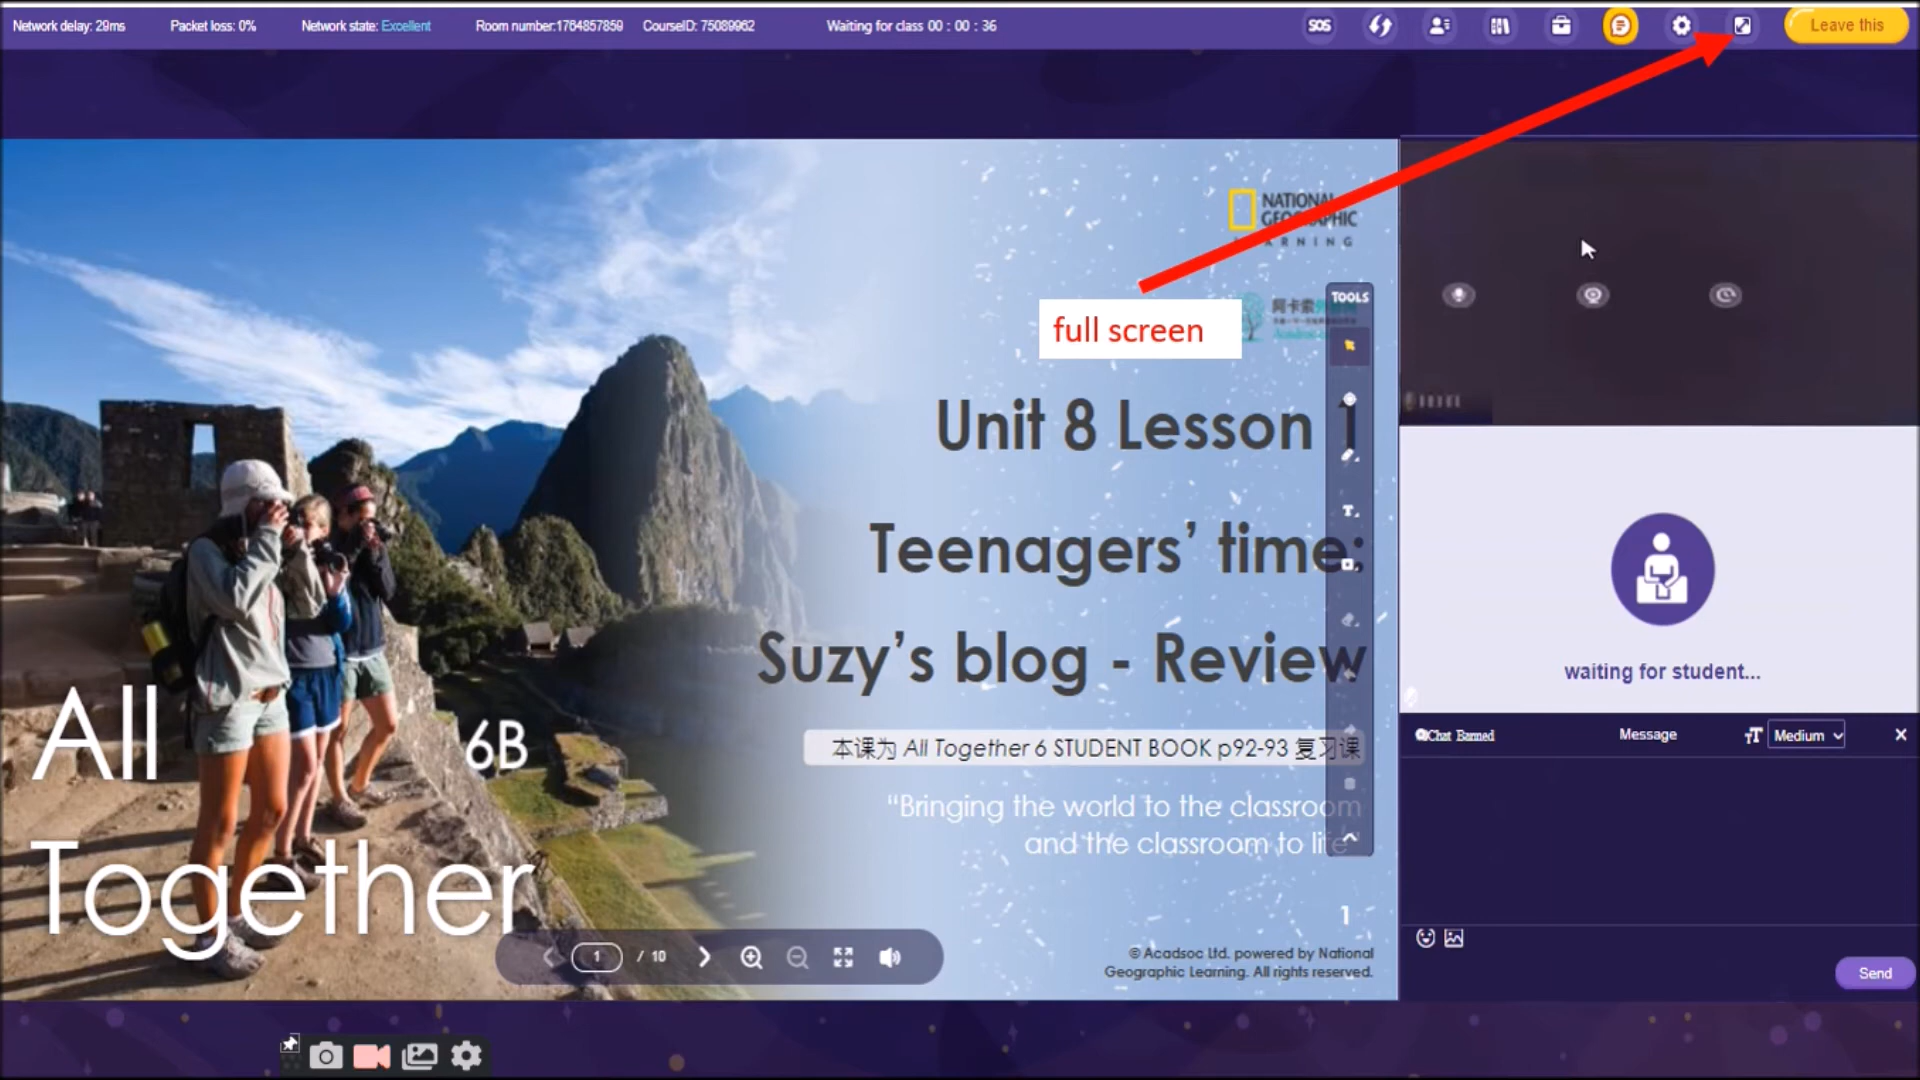 Network delay: 29ms
Packet loss: 0%
Network state: Excellent
Room number:1764857859
CourseID: 75089962
Waiting for class 00 : 00 : 36
SOS
Leave this
NATIONAL
GEOGRAPHIC
full screen
阿卡索
TOOLS
Unit 8 Lesson 1
Teenagers’ time:
Suzy’s blog - Review
本课为 All Together 6 STUDENT BOOK p92-93 复习课
“Bringing the world to the classroom
and the classroom to life”
All
Together
6B
1
1 / 10
© Acadsoc Ltd. powered by National
Geographic Learning. All rights reserved.
waiting for student...
Chat Banned
Message
Medium
Send